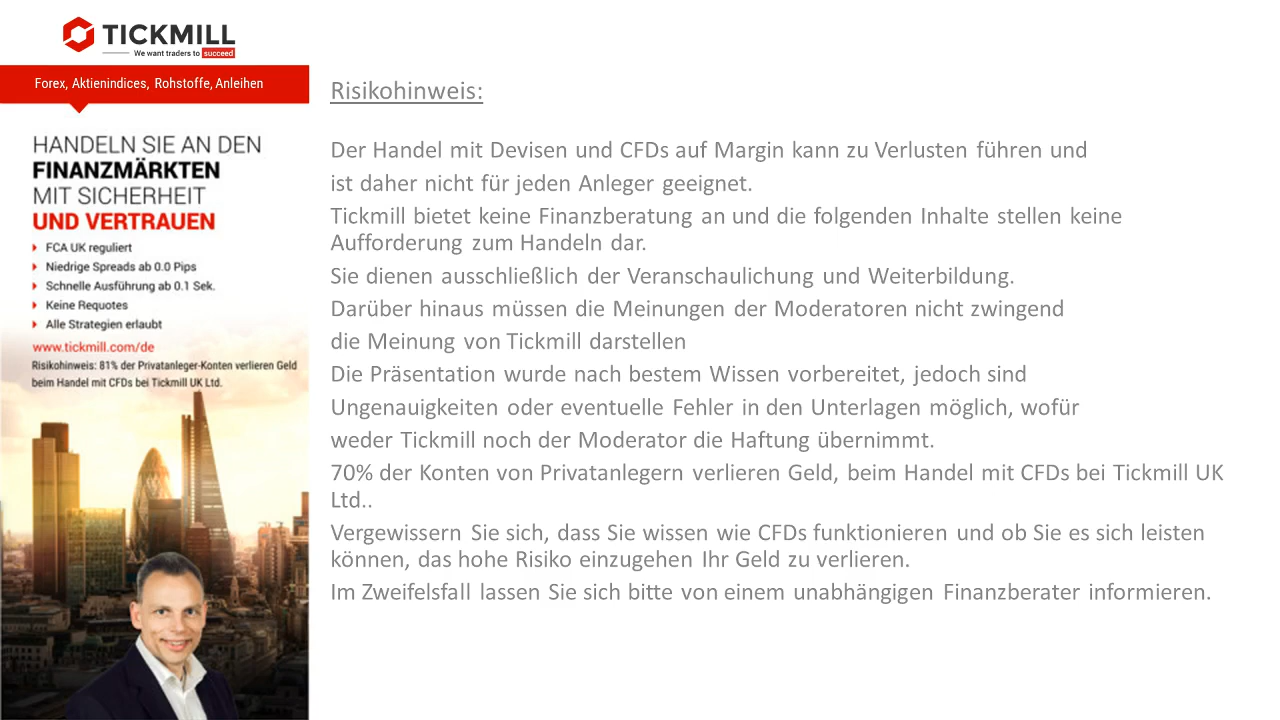 TICKMILL
We want traders to succeed
Forex, Aktienindices, Rohstoffe, Anleihen
HANDELN SIE AN DEN
FINANZMÄRKTEN
MIT SICHERHEIT
UND VERTRAUEN
FCA UK reguliert
Niedrige Spreads ab 0.0 Pips
Schnelle Ausführung ab 0.1 Sek.
Keine Requotes
Alle Strategien erlaubt
www.tickmill.com/de
Risikohinweis: 81% der Privatanleger-Konten verlieren Geld
beim Handel mit CFDs bei Tickmill UK Ltd.
Risikohinweis:
Der Handel mit Devisen und CFDs auf Margin kann zu Verlusten führen und
ist daher nicht für jeden Anleger geeignet.
Tickmill bietet keine Finanzberatung an und die folgenden Inhalte stellen keine
Aufforderung zum Handeln dar.
Sie dienen ausschließlich der Veranschaulichung und Weiterbildung.
Darüber hinaus müssen die Meinungen der Moderatoren nicht zwingend
die Meinung von Tickmill darstellen
Die Präsentation wurde nach bestem Wissen vorbereitet, jedoch sind
Ungenauigkeiten oder eventuelle Fehler in den Unterlagen möglich, wofür
weder Tickmill noch der Moderator die Haftung übernimmt.
70% der Konten von Privatanlegern verlieren Geld, beim Handel mit CFDs bei Tickmill UK
Ltd..
Vergewissern Sie sich, dass Sie wissen wie CFDs funktionieren und ob Sie es sich leisten
können, das hohe Risiko einzugehen Ihr Geld zu verlieren.
Im Zweifelsfall lassen Sie sich bitte von einem unabhängigen Finanzberater informieren.